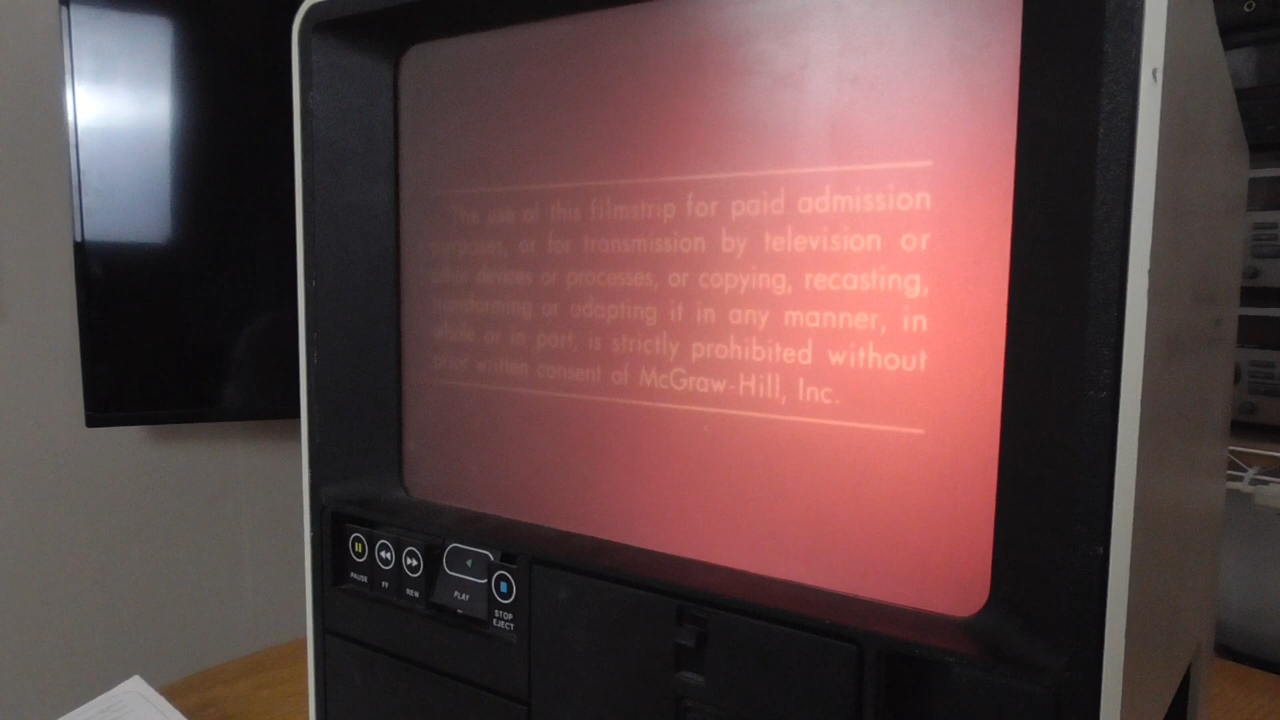 The use of this filmstrip for paid admission
purposes, or for transmission by television or
other devices or processes, or copying, recasting,
transforming or adapting it in any manner, in
whole or in part, is strictly prohibited without
prior written consent of McGraw-Hill, Inc.
PAUSE
FF
REW
PLAY
STOP
EJECT